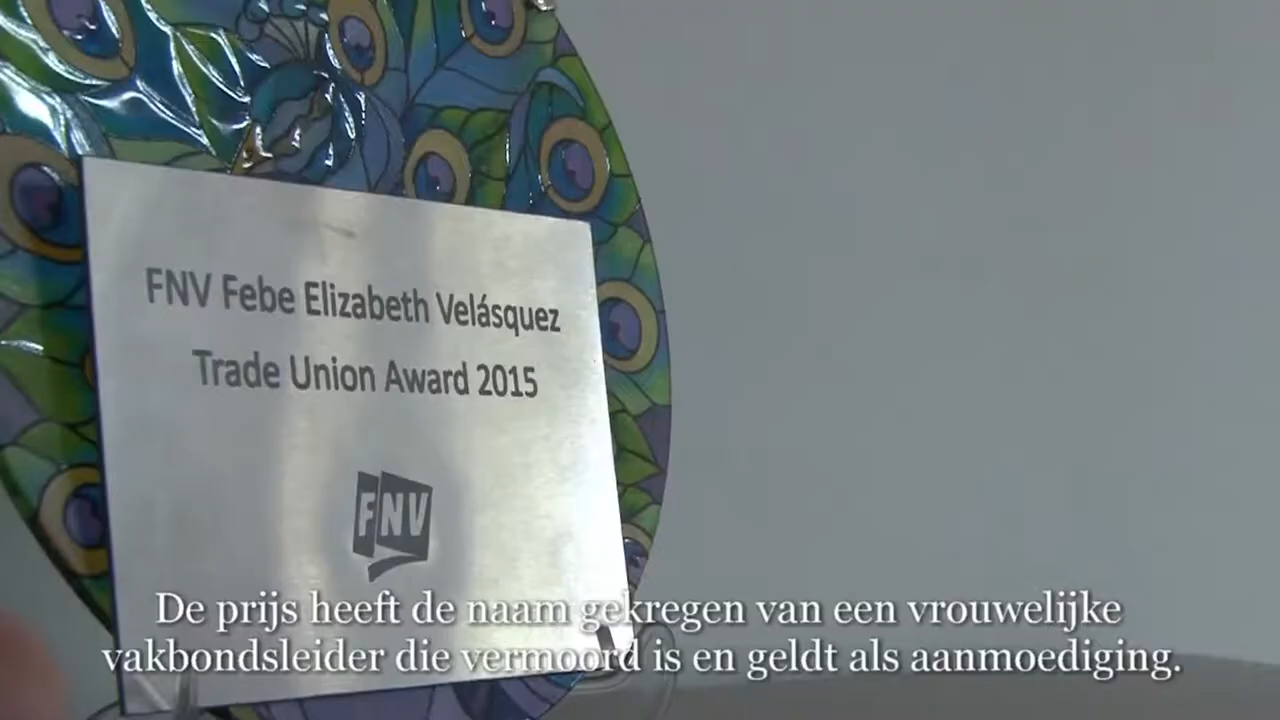 FNV Febe Elizabeth Velásquez
Trade Union Award 2015
FNV
De prijs heeft de naam gekregen van een vrouwelijke
vakbondsleider die vermoord is en geldt als aanmoediging.